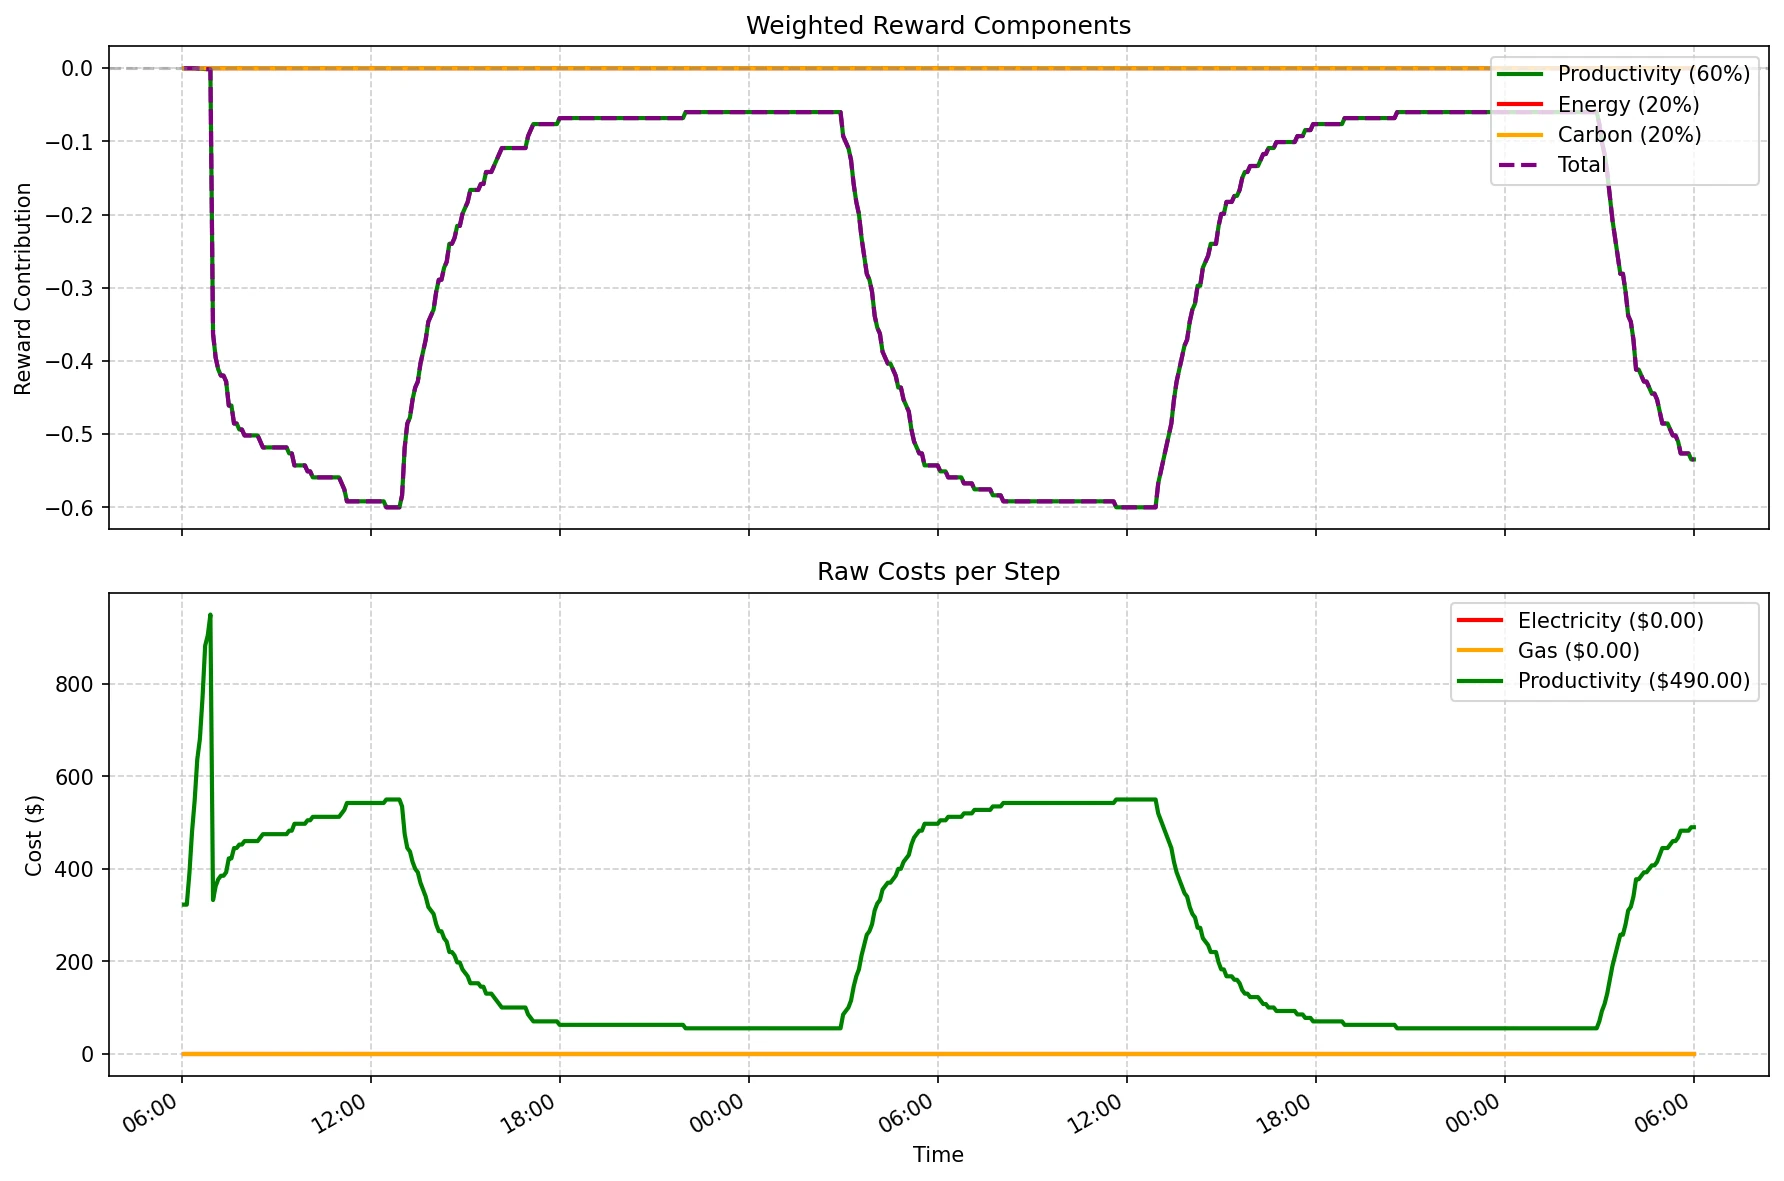 Weighted Reward Components
Reward Contribution
0.0
−0.1
−0.2
−0.3
−0.4
−0.5
−0.6
Productivity (60%)
Energy (20%)
Carbon (20%)
Total
Raw Costs per Step
Cost ($)
800
600
400
200
0
Electricity ($0.00)
Gas ($0.00)
Productivity ($490.00)
06:00
12:00
18:00
00:00
06:00
12:00
18:00
00:00
06:00
Time